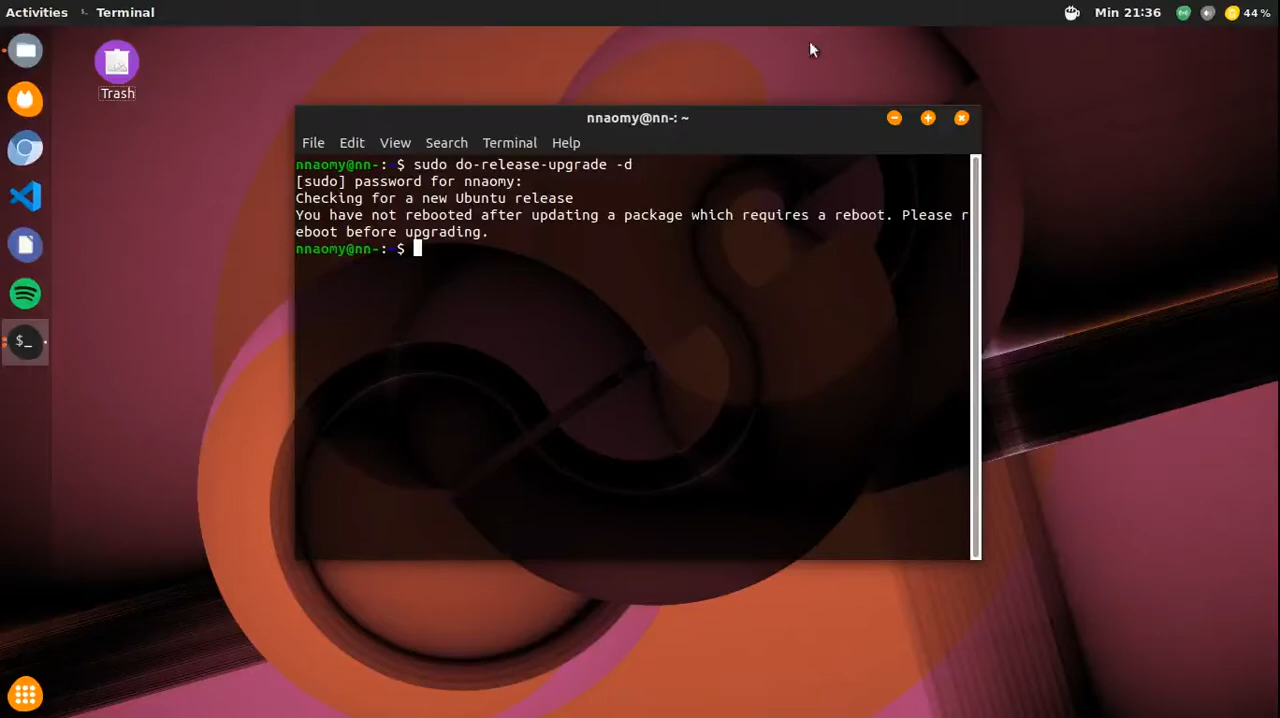 Activities
Terminal
Min 21:36
44 %
Trash
nnaomy@nn-: ~
File Edit View Search Terminal Help
nnaomy@nn-:~$ sudo do-release-upgrade -d
[sudo] password for nnaomy:
Checking for a new Ubuntu release
You have not rebooted after updating a package which requires a reboot. Please r
eboot before upgrading.
nnaomy@nn-:~$
$_